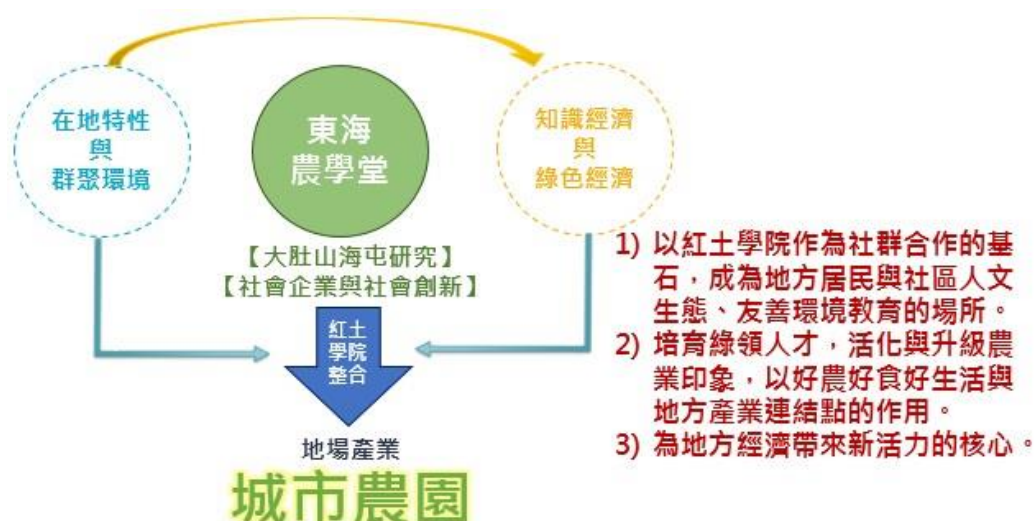 在地特性
與
群聚環境
東海
農學堂
知識經濟
與
綠色經濟
【大肚山海屯研究】
【社會企業與社會創新】
紅土
學院
整合
地場產業
城市農園
1) 以紅土學院作為社群合作的基
石，成為地方居民與社區人文
生態、友善環境教育的場所。
2) 培育綠領人才，活化與升級農
業印象，以好農好食好生活與
地方產業連結點的作用。
3) 為地方經濟帶來新活力的核心。